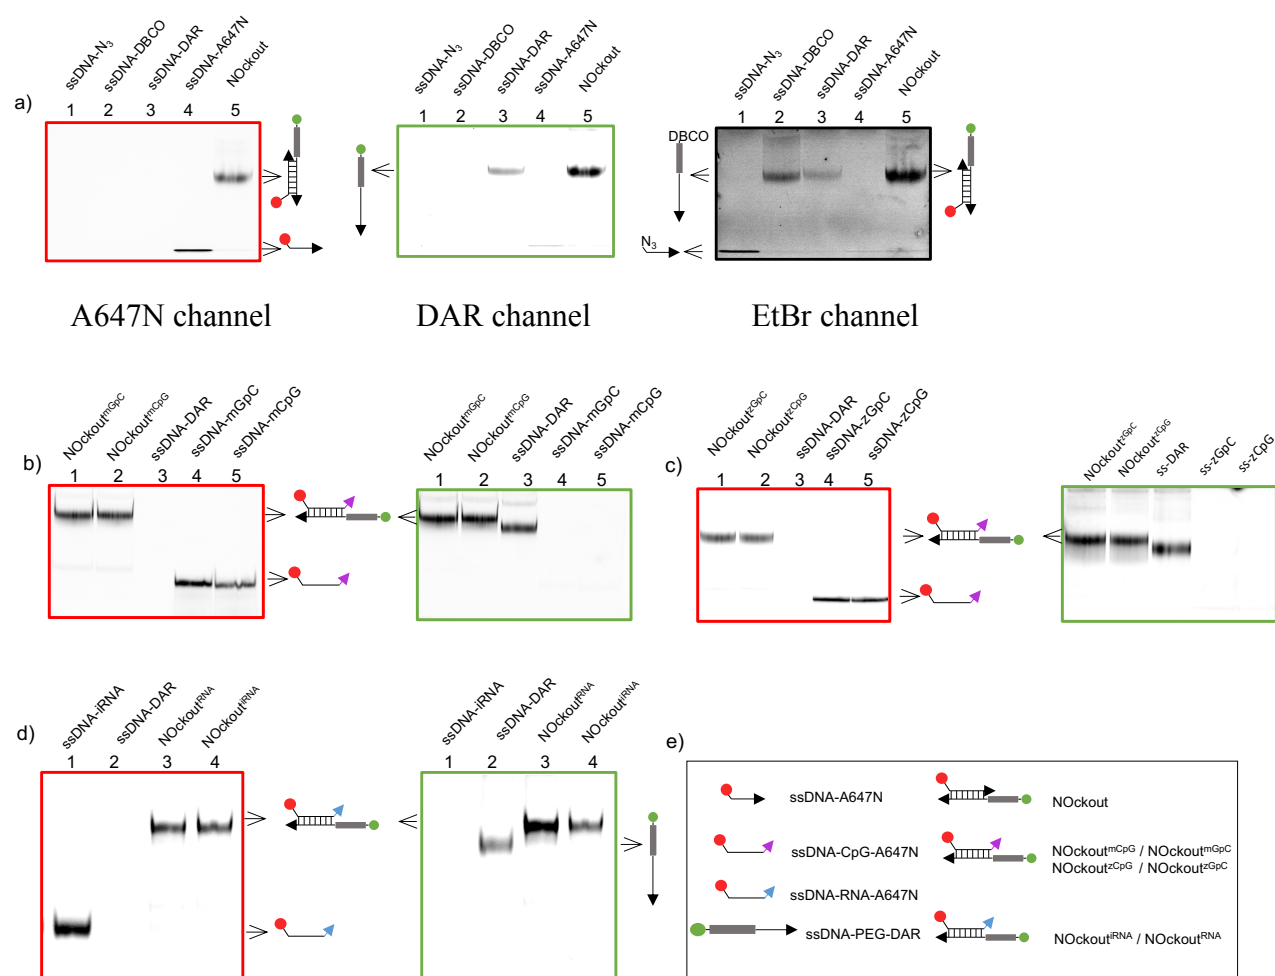 a)
ssDNA-N₃
ssDNA-DBCO
ssDNA-DAR
ssDNA-A647N
NOckout
1 2 3 4 5
ssDNA-N₃
ssDNA-DBCO
ssDNA-DAR
ssDNA-A647N
NOckout
1 2 3 4 5
ssDNA-N₃
ssDNA-DBCO
ssDNA-DAR
ssDNA-A647N
NOckout
1 2 3 4 5
DBCO
N₃
A647N channel
DAR channel
EtBr channel
b)
NOckoutᵐᴳᵖᶜ
NOckoutᵐᶜᵖᴳ
ssDNA-DAR
ssDNA-mGpC
ssDNA-mCpG
1 2 3 4 5
NOckoutᵐᴳᵖᶜ
NOckoutᵐᶜᵖᴳ
ssDNA-DAR
ssDNA-mGpC
ssDNA-mCpG
1 2 3 4 5
c)
NOckoutᶻᴳᵖᶜ
NOckoutᶻᶜᵖᴳ
ssDNA-DAR
ssDNA-zGpC
ssDNA-zCpG
1 2 3 4 5
NOckoutᶻᴳᵖᶜ
NOckoutᶻᶜᵖᴳ
ss-DAR
ss-zGpC
ss-zCpG
d)
ssDNA-iRNA
ssDNA-DAR
NOckoutᴿᴺᴬ
NOckoutⁱᴿᴺᴬ
1 2 3 4
ssDNA-iRNA
ssDNA-DAR
NOckoutᴿᴺᴬ
NOckoutⁱᴿᴺᴬ
1 2 3 4
e)
ssDNA-A647N
NOckout
ssDNA-CpG-A647N
NOckoutᵐᶜᵖᴳ / NOckoutᵐᴳᵖᶜ
NOckoutᶻᶜᵖᴳ / NOckoutᶻᴳᵖᶜ
ssDNA-RNA-A647N
ssDNA-PEG-DAR
NOckoutⁱᴿᴺᴬ / NOckoutᴿᴺᴬ